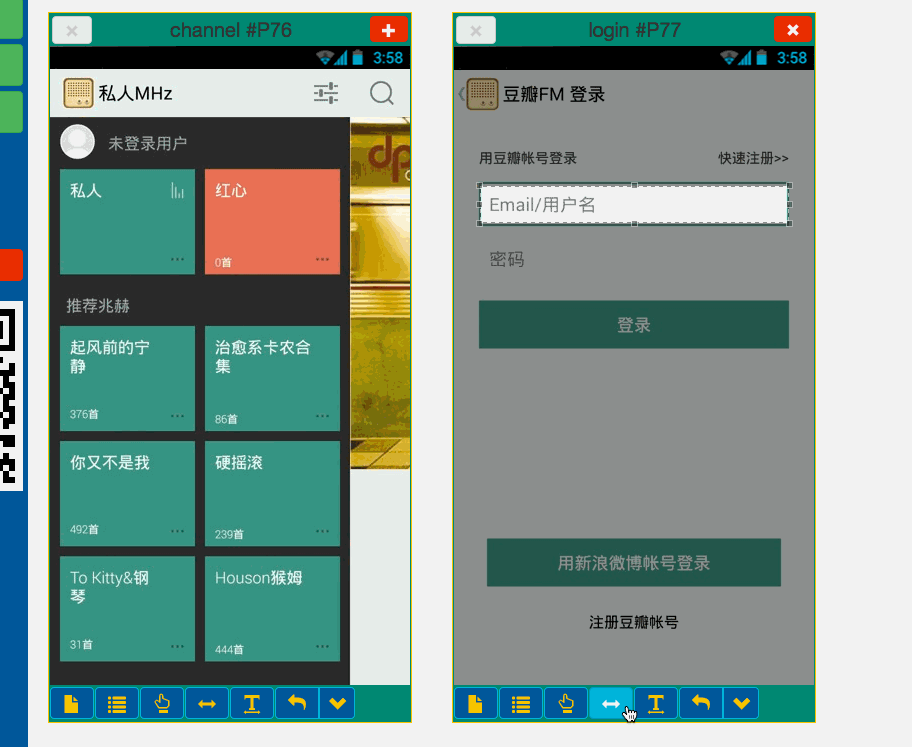 channel #P76
3:58
私人MHz
未登录用户
私人
红心
0首
推荐兆赫
起风前的宁
静
376首
治愈系卡农合
集
86首
你又不是我
492首
硬摇滚
239首
To Kitty&钢
琴
31首
Houson猴姆
444首
login #P77
3:58
豆瓣FM 登录
用豆瓣帐号登录
快速注册>>
Email/用户名
密码
登录
用新浪微博帐号登录
注册豆瓣帐号